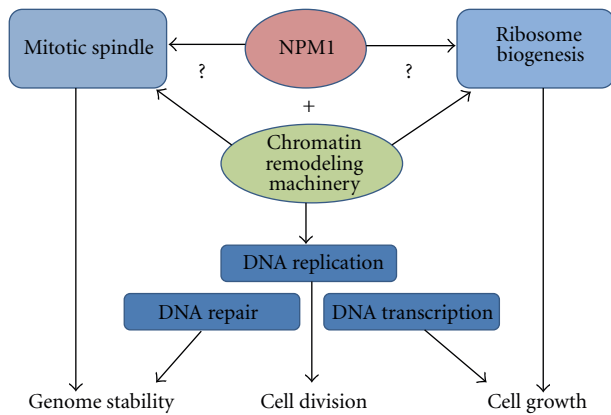 Mitotic spindle
NPM1
Ribosome
biogenesis
?
?
+
Chromatin
remodeling
machinery
DNA replication
DNA repair
DNA transcription
Genome stability
Cell division
Cell growth